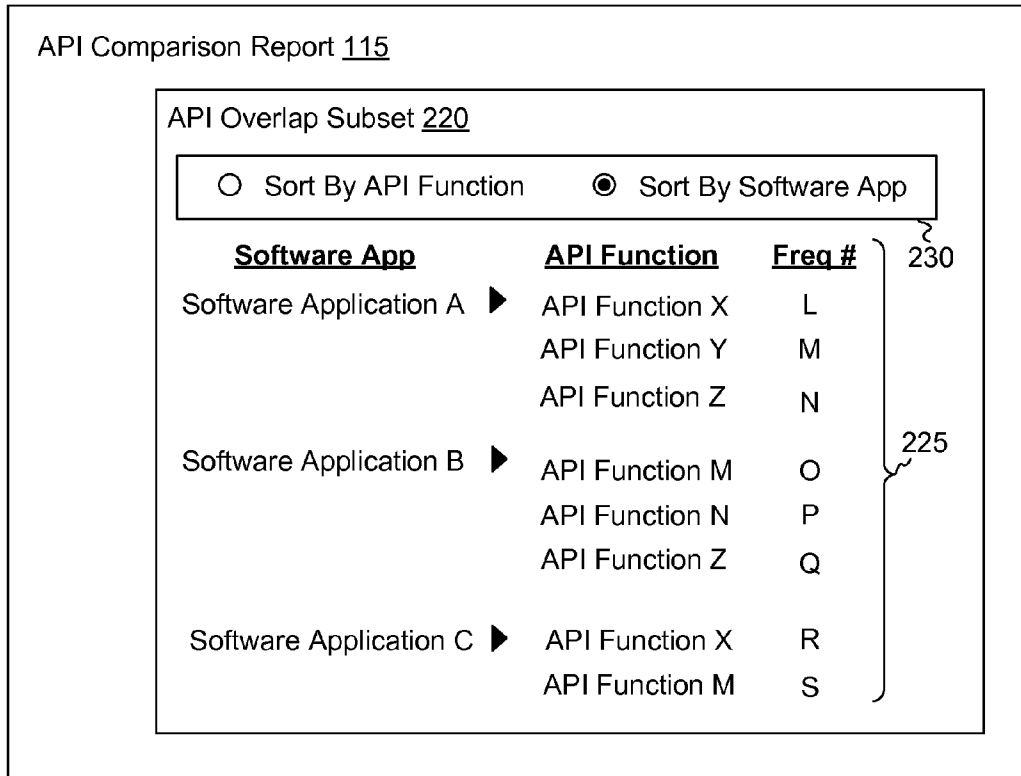 API Comparison Report 115
API Overlap Subset 220
Sort By API Function Sort By Software App
230
Software App API Function Freq #
Software Application A API Function X L
API Function Y M
API Function Z N
225
Software Application B API Function M O
API Function N P
API Function Z Q
Software Application C API Function X R
API Function M S